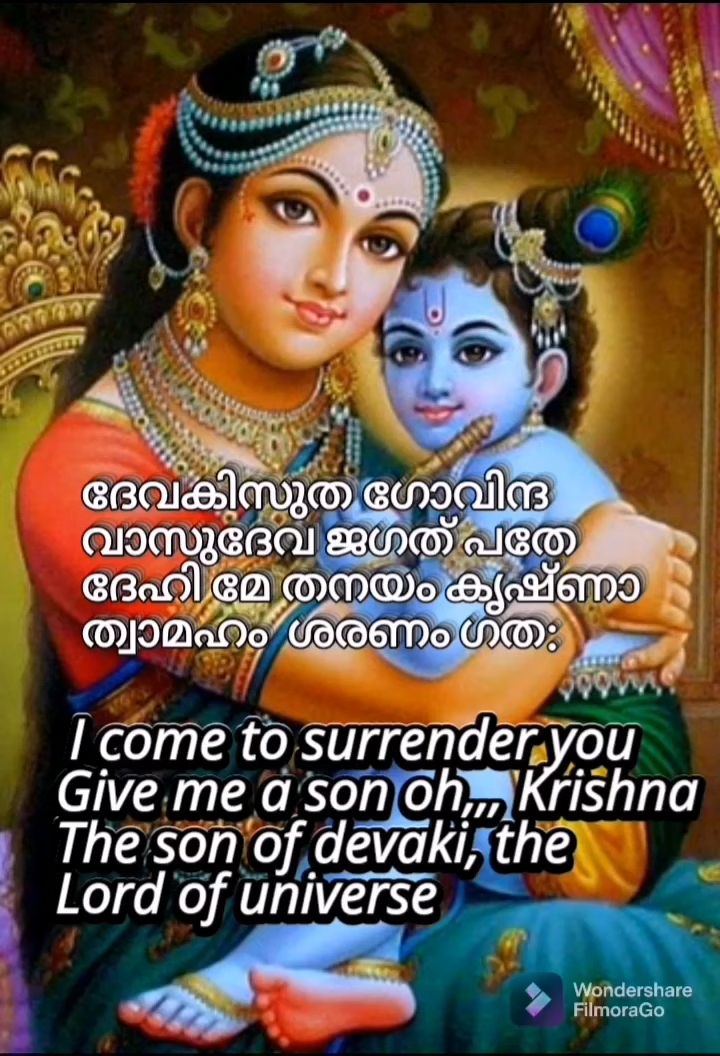 ദേവകിസുത ഗോവിന്ദ
വാസുദേവ ജഗത് പതേ
ദേഹി മേ തനയം കൃഷ്ണാ
ത്വാമഹം ശരണം ഗത:
I come to surrender you
Give me a son oh,,, Krishna
The son of devaki, the
Lord of universe
Wondershare
FilmoraGo